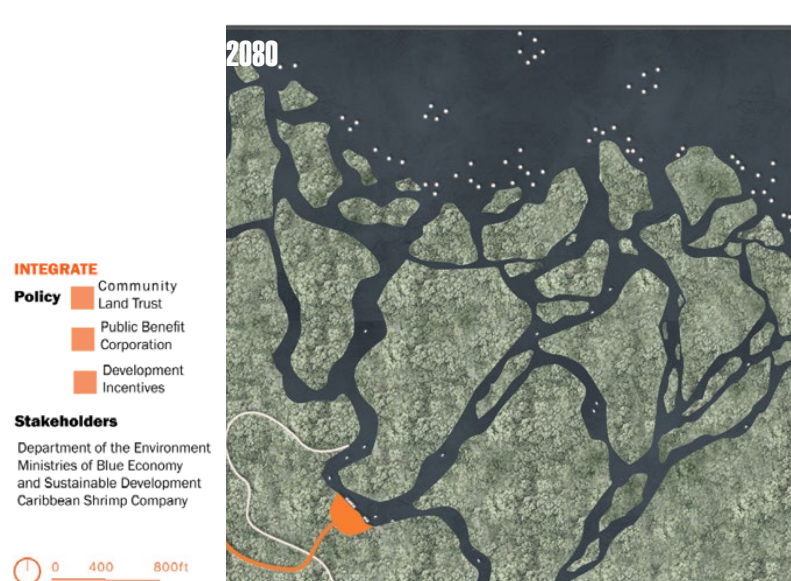 2080
INTEGRATE
Policy
Community
Land Trust
Public Benefit
Corporation
Development
Incentives
Stakeholders
Department of the Environment
Ministries of Blue Economy
and Sustainable Development
Caribbean Shrimp Company
0 400 800ft